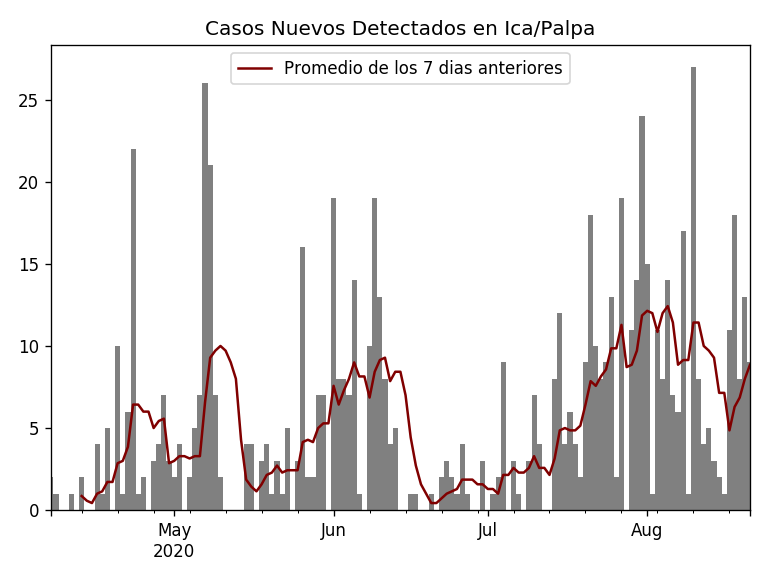 Casos Nuevos Detectados en Ica/Palpa
Promedio de los 7 dias anteriores
25
20
15
10
5
0
May
2020
Jun
Jul
Aug